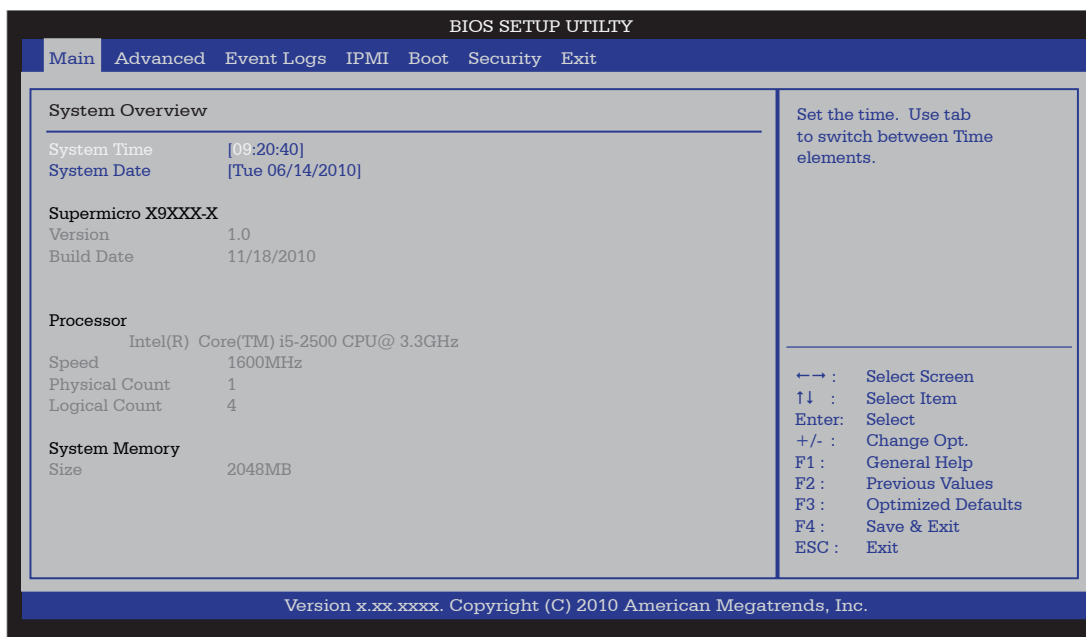 BIOS SETUP UTILTY
Main Advanced Event Logs IPMI Boot Security Exit
System Overview
System Time [09:20:40]
System Date [Tue 06/14/2010]
Supermicro X9XXX-X
Version 1.0
Build Date 11/18/2010
Processor
Intel(R) Core(TM) i5-2500 CPU@ 3.3GHz
Speed 1600MHz
Physical Count 1
Logical Count 4
System Memory
Size 2048MB
Set the time. Use tab
to switch between Time
elements.
←→ : Select Screen
↑↓ : Select Item
Enter: Select
+/- : Change Opt.
F1 : General Help
F2 : Previous Values
F3 : Optimized Defaults
F4 : Save & Exit
ESC : Exit
Version x.xx.xxxx. Copyright (C) 2010 American Megatrends, Inc.